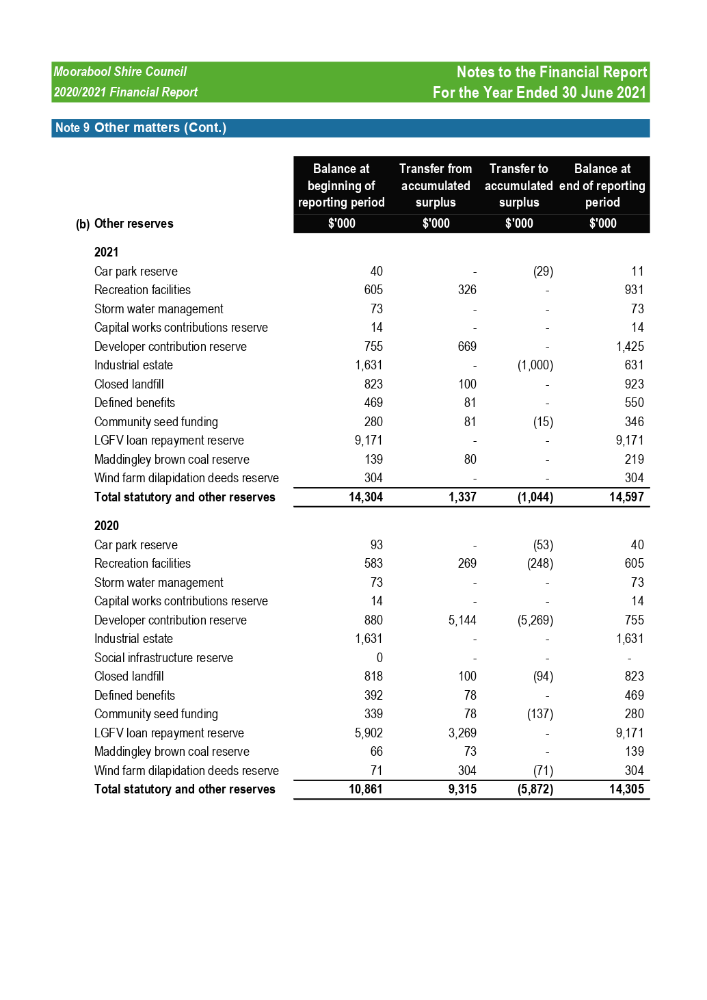 Moorabool Shire Council Notes to the Financial Report
2020/2021 Financial Report For the Year Ended 30 June 2021
Note 9 Other matters (Cont.)
Balance at Transfer from Transfer to Balance at
beginning of accumulated accumulated end of reporting
reporting period surplus surplus period
(b) Other reserves $'000 $'000 $'000 $'000
2021
Car park reserve 40 - (29) 11
Recreation facilities 605 326 - 931
Storm water management 73 - - 73
Capital works contributions reserve 14 - - 14
Developer contribution reserve 755 669 - 1,425
Industrial estate 1,631 - (1,000) 631
Closed landfill 823 100 - 923
Defined benefits 469 81 - 550
Community seed funding 280 81 (15) 346
LGFV loan repayment reserve 9,171 - - 9,171
Maddingley brown coal reserve 139 80 - 219
Wind farm dilapidation deeds reserve 304 - - 304
Total statutory and other reserves 14,304 1,337 (1,044) 14,597
2020
Car park reserve 93 - (53) 40
Recreation facilities 583 269 (248) 605
Storm water management 73 - - 73
Capital works contributions reserve 14 - - 14
Developer contribution reserve 880 5,144 (5,269) 755
Industrial estate 1,631 - - 1,631
Social infrastructure reserve 0 - - -
Closed landfill 818 100 (94) 823
Defined benefits 392 78 - 469
Community seed funding 339 78 (137) 280
LGFV loan repayment reserve 5,902 3,269 - 9,171
Maddingley brown coal reserve 66 73 - 139
Wind farm dilapidation deeds reserve 71 304 (71) 304
Total statutory and other reserves 10,861 9,315 (5,872) 14,305